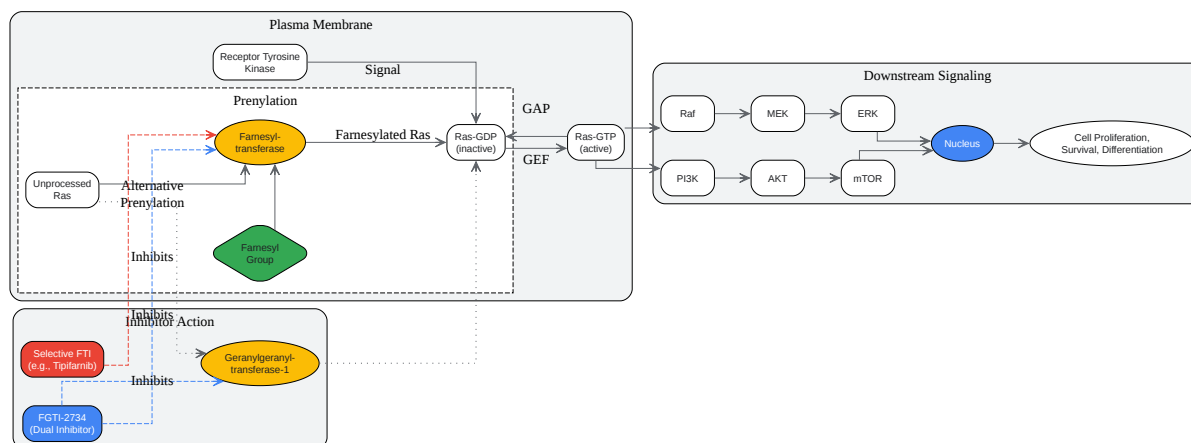 Plasma Membrane
Receptor Tyrosine
Kinase
Signal
Downstream Signaling
Prenylation
GAP
Raf
MEK
ERK
Farnesyl-
transferase
Farnesylated Ras
Ras-GDP
(inactive)
Ras-GTP
(active)
GEF
Nucleus
Cell Proliferation,
Survival, Differentiation
Unprocessed
Ras
Alternative
Prenylation
PI3K
AKT
mTOR
Farnesyl
Group
Inhibits
Inhibits
Inhibitor Action
Selective FTI
(e.g., Tipifarnib)
Geranylgeranyl-
transferase-1
Inhibits
FGTI-2734
(Dual Inhibitor)